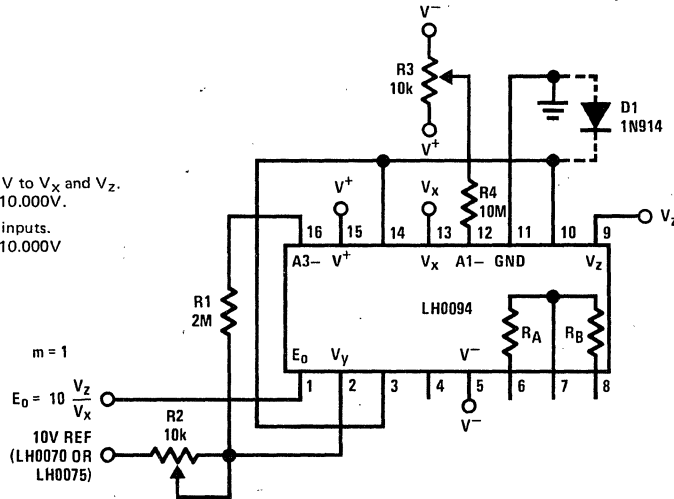 V⁻
R3
10k
V⁺
D1
1N914
V to Vx and Vz.
10.000V.
inputs.
10.000V
V⁺
Vx
R4
10M
Vz
16 15 14 13 12 11 10 9
A3– V⁺ Vx A1– GND Vz
R1
2M
LH0094
RA RB
m = 1
E₀ Vy V⁻
1 2 3 4 5 6 7 8
E₀ = 10 Vz
Vx
V⁻
R2
10k
10V REF
(LH0070 OR
LH0075)